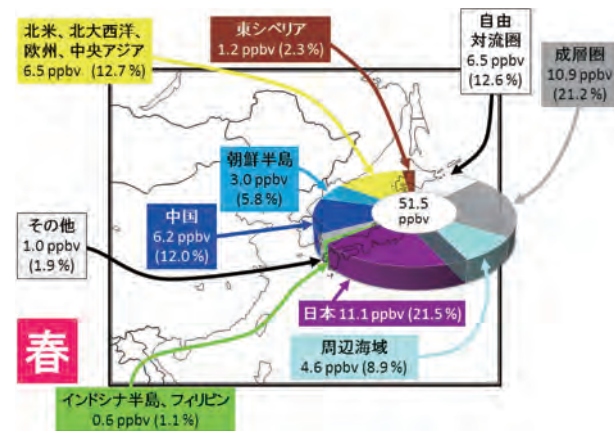 北米、北大西洋、
欧州、中央アジア
6.5 ppbv (12.7%)
東シベリア
1.2 ppbv (2.3%)
自由
対流圏
6.5 ppbv
(12.6%)
成層圏
10.9 ppbv
(21.2%)
朝鮮半島
3.0 ppbv
(5.8%)
51.5
ppbv
中国
6.2 ppbv
(12.0%)
その他
1.0 ppbv
(1.9%)
日本 11.1 ppbv (21.5%)
周辺海域
4.6 ppbv (8.9%)
春
インドシナ半島、フィリピン
0.6 ppbv (1.1%)